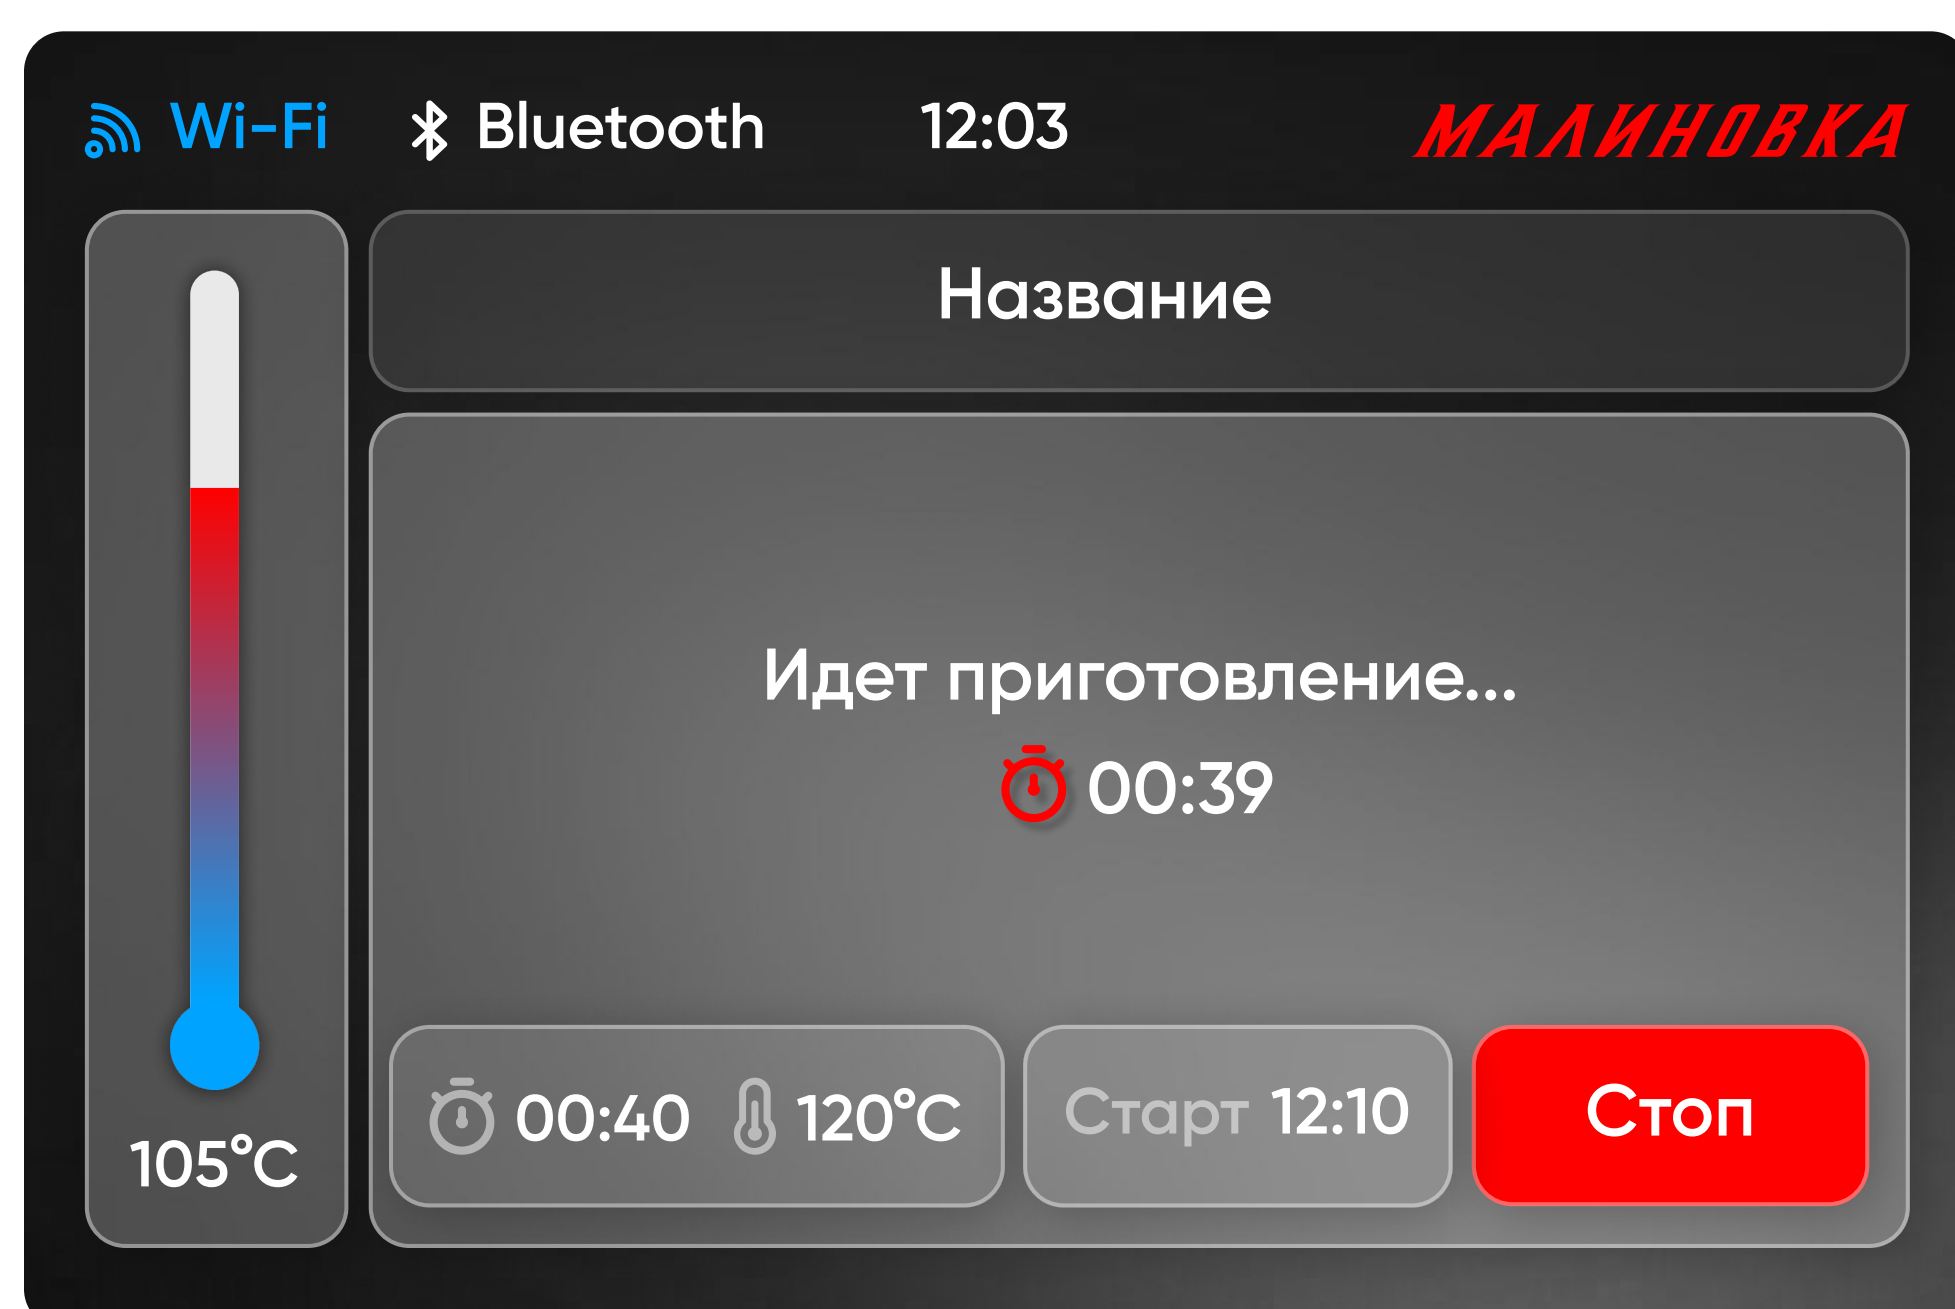 Wi-Fi Bluetooth 12:03 МАЛИНОВКА
Название
Идет приготовление...
00:39
00:40 120°C Старт 12:10 Стоп
105°C